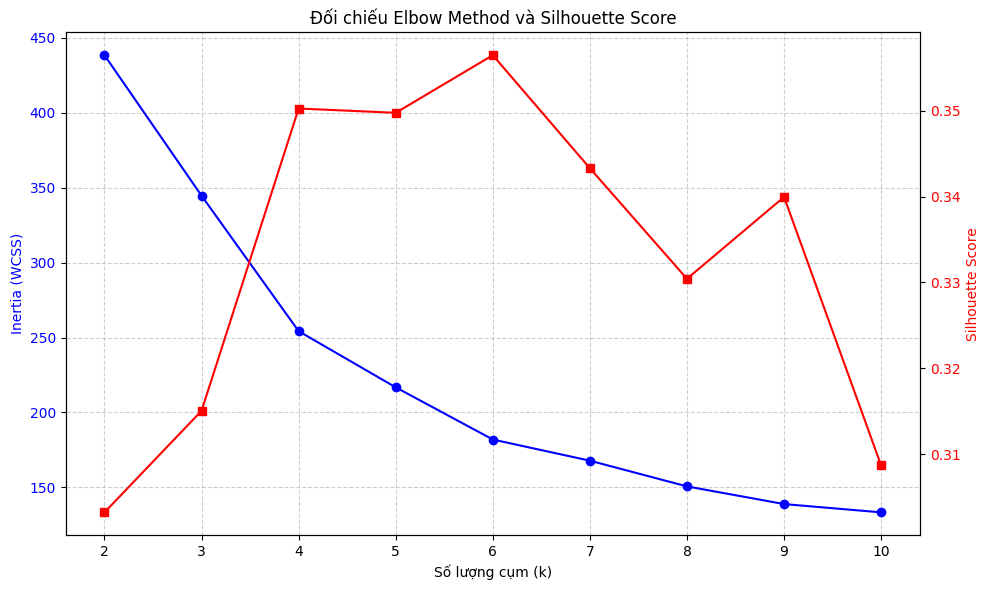 Đối chiếu Elbow Method và Silhouette Score
450
400
350
300
250
200
150
Inertia (WCSS)
0.35
0.34
0.33
0.32
0.31
Silhouette Score
2 3 4 5 6 7 8 9 10
Số lượng cụm (k)